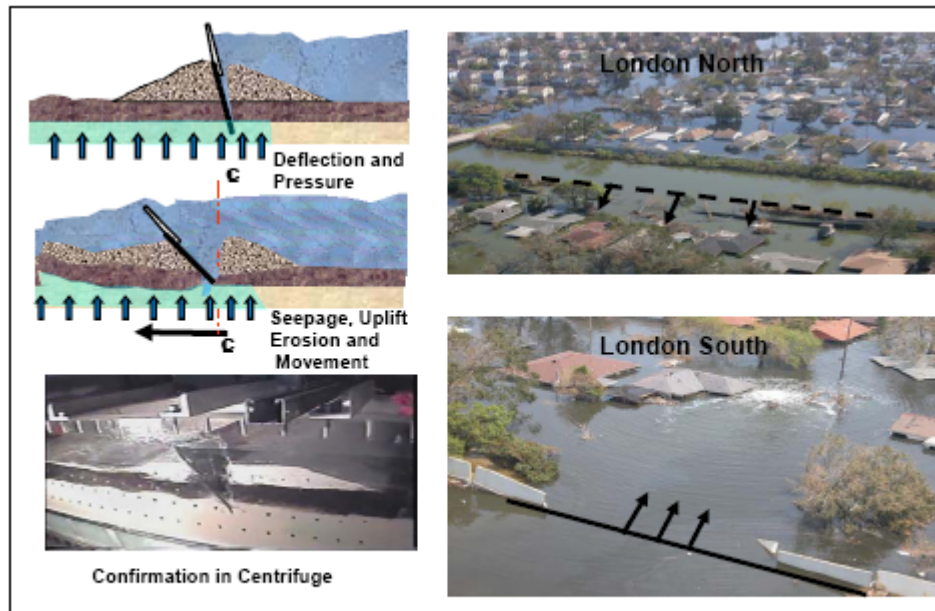 Deflection and
Pressure
C
Seepage, Uplift
Erosion and
Movement
C
Confirmation in Centrifuge
London North
London South